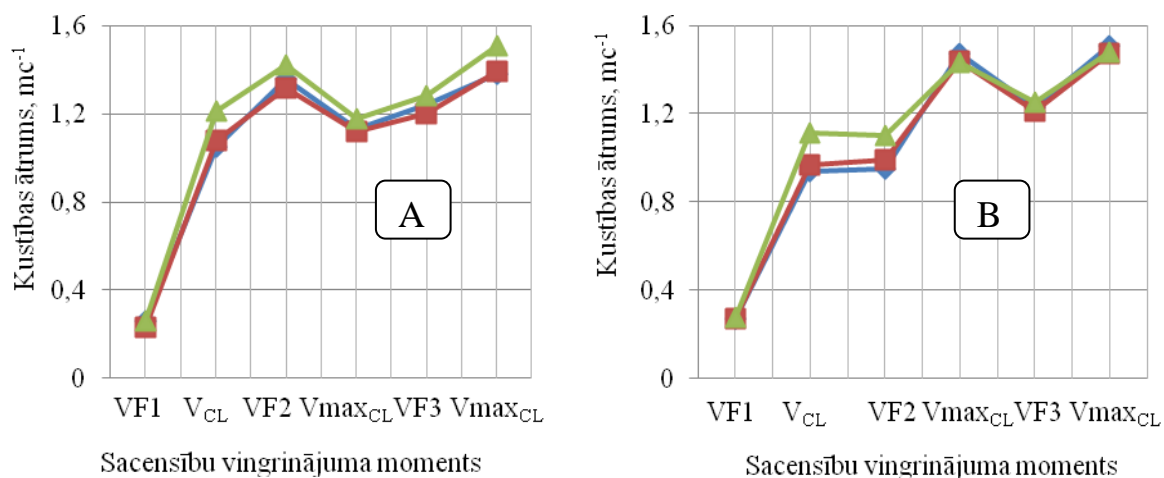 Kustības ātrums, mc⁻¹
1,6
1,2
0,8
0,4
0
A
VF1 V_CL VF2 Vmax_CL VF3 Vmax_CL
Sacensību vingrinājuma moments
Kustības ātrums, mc⁻¹
1,6
1,2
0,8
0,4
0
B
VF1 V_CL VF2 Vmax_CL VF3 Vmax_CL
Sacensību vingrinājuma moments